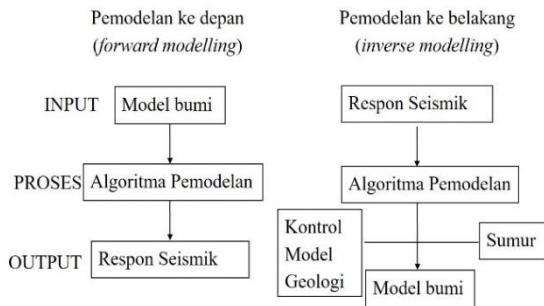 Pemodelan ke depan
(forward modelling)
INPUT
Model bumi
PROSES
Algoritma Pemodelan
OUTPUT
Respon Seismik
Pemodelan ke belakang
(inverse modelling)
Respon Seismik
Algoritma Pemodelan
Kontrol
Model
Geologi
Sumur
Model bumi